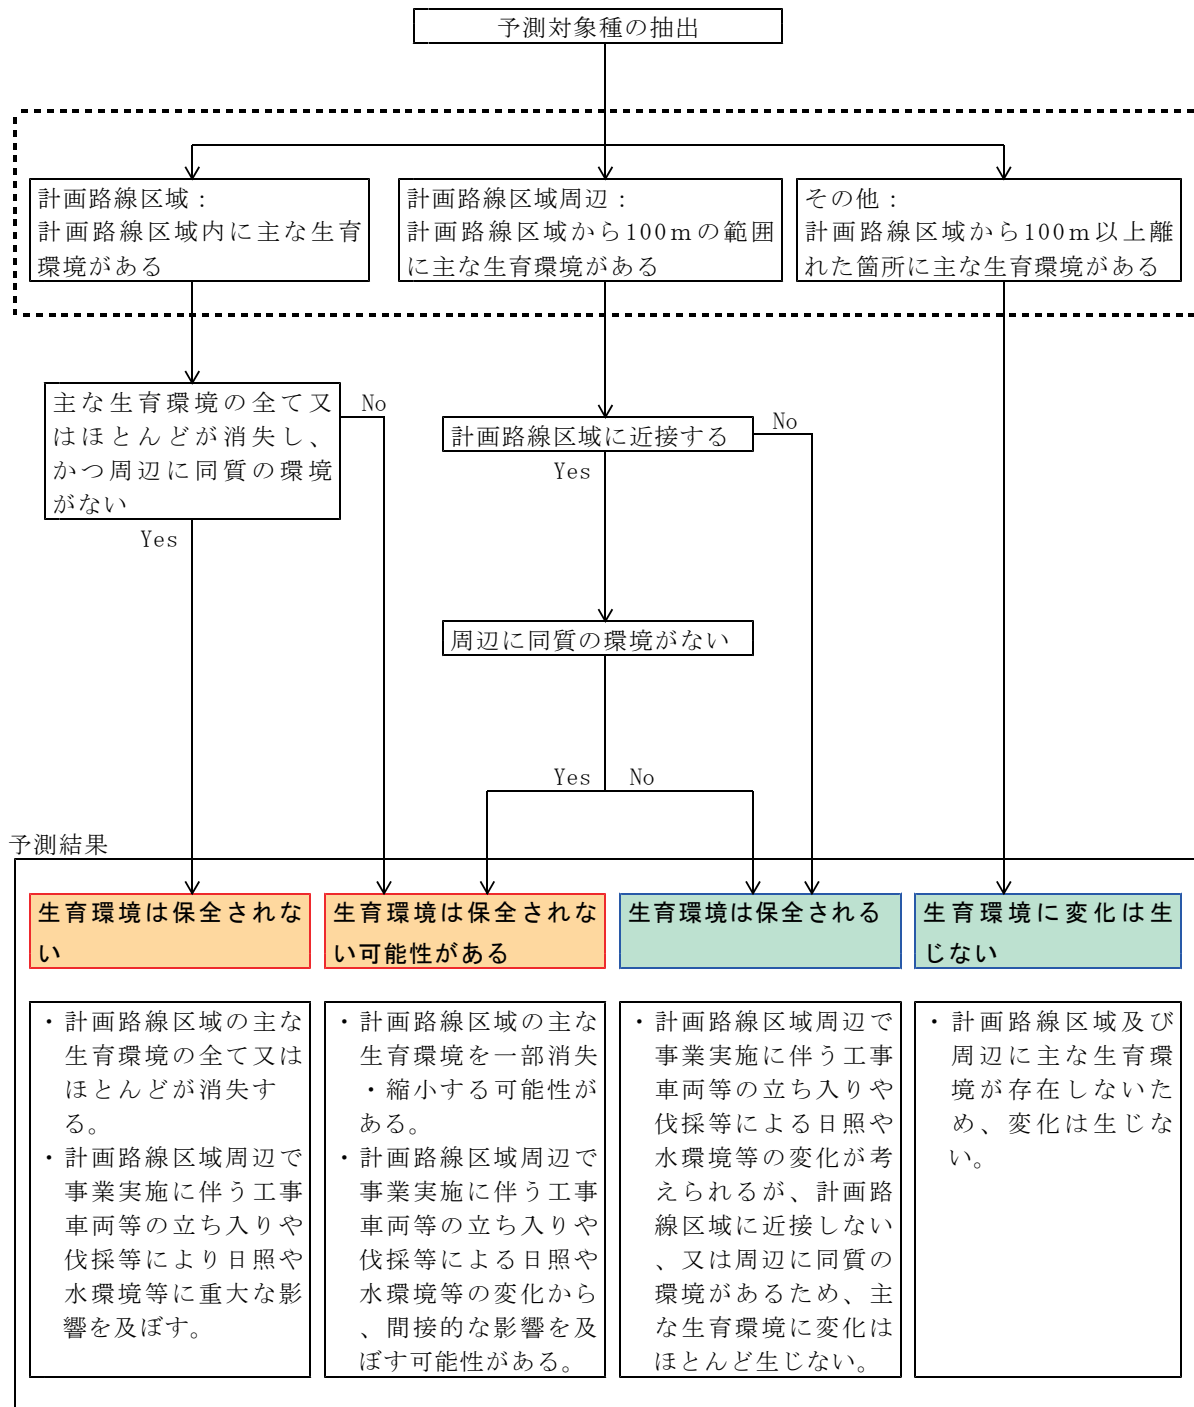 予測対象種の抽出
計画路線区域：
計画路線区域内に主な生育
環境がある
計画路線区域周辺：
計画路線区域から100ｍの範囲
に主な生育環境がある
その他：
計画路線区域から100ｍ以上離
れた箇所に主な生育環境がある
主な生育環境の全て又
はほとんどが消失し、
かつ周辺に同質の環境
がない
No
Yes
計画路線区域に近接する
No
Yes
周辺に同質の環境がない
Yes
No
予測結果
生育環境は保全されな
い
生育環境は保全されな
い可能性がある
生育環境は保全される
生育環境に変化は生
じない
・計画路線区域の主な
生育環境の全て又は
ほとんどが消失す
る。
・計画路線区域周辺で
事業実施に伴う工事
車両等の立ち入りや
伐採等により日照や
水環境等に重大な影
響を及ぼす。
・計画路線区域の主な
生育環境を一部消失
・縮小する可能性が
ある。
・計画路線区域周辺で
事業実施に伴う工事
車両等の立ち入りや
伐採等による日照や
水環境等の変化から
、間接的な影響を及
ぼす可能性がある。
・計画路線区域周辺で
事業実施に伴う工事
車両等の立ち入りや
伐採等による日照や
水環境等の変化が考
えられるが、計画路
線区域に近接しない
、又は周辺に同質の
環境があるため、主
な生育環境に変化は
ほとんど生じない。
・計画路線区域及び
周辺に主な生育環
境が存在しないた
め、変化は生じな
い。